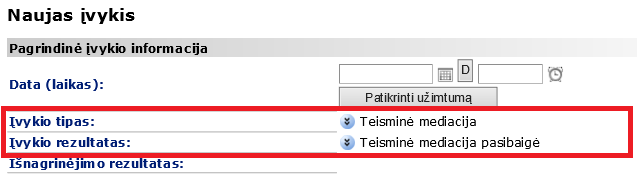 Naujas įvykis
Pagrindinė įvykio informacija
Data (laikas): D
Patikrinti užimtumą
Įvykio tipas: Teisminė mediacija
Įvykio rezultatas: Teisminė mediacija pasibaigė
Išnagrinėjimo rezultatas: